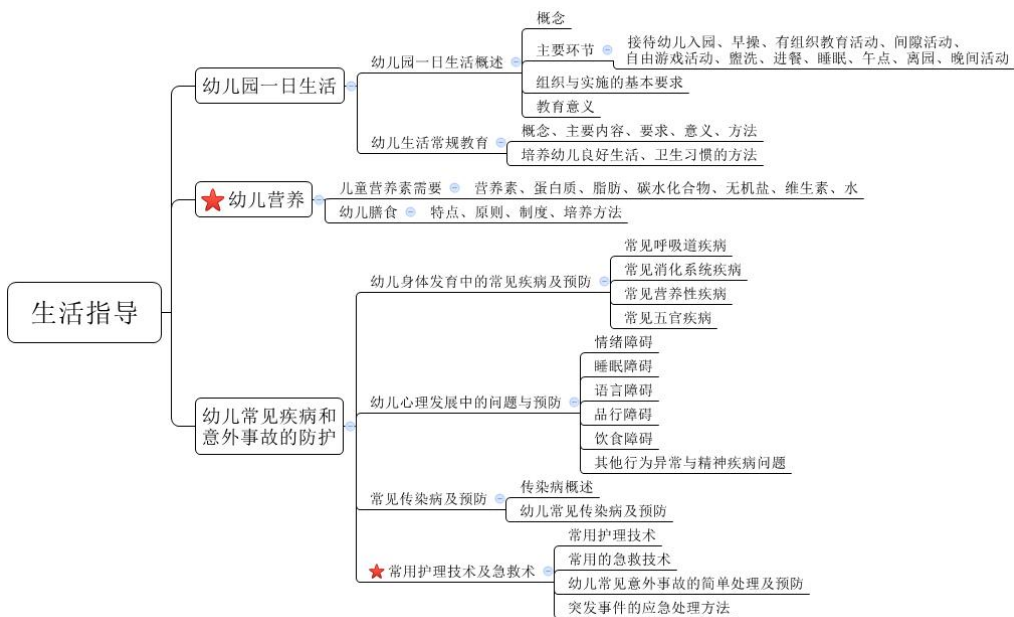 生活指导
幼儿园一日生活
幼儿园一日生活概述
概念
主要环节
接待幼儿入园、早操、有组织教育活动、间隙活动、
自由游戏活动、盥洗、进餐、睡眠、午点、离园、晚间活动
组织与实施的基本要求
教育意义
幼儿生活常规教育
概念、主要内容、要求、意义、方法
培养幼儿良好生活、卫生习惯的方法
幼儿营养
儿童营养素需要
营养素、蛋白质、脂肪、碳水化合物、无机盐、维生素、水
幼儿膳食
特点、原则、制度、培养方法
幼儿常见疾病和
意外事故的防护
幼儿身体发育中的常见疾病及预防
常见呼吸道疾病
常见消化系统疾病
常见营养性疾病
常见五官疾病
幼儿心理发展中的问题与预防
情绪障碍
睡眠障碍
语言障碍
品行障碍
饮食障碍
其他行为异常与精神疾病问题
常见传染病及预防
传染病概述
幼儿常见传染病及预防
常用护理技术及急救术
常用护理技术
常用的急救技术
幼儿常见意外事故的简单处理及预防
突发事件的应急处理方法